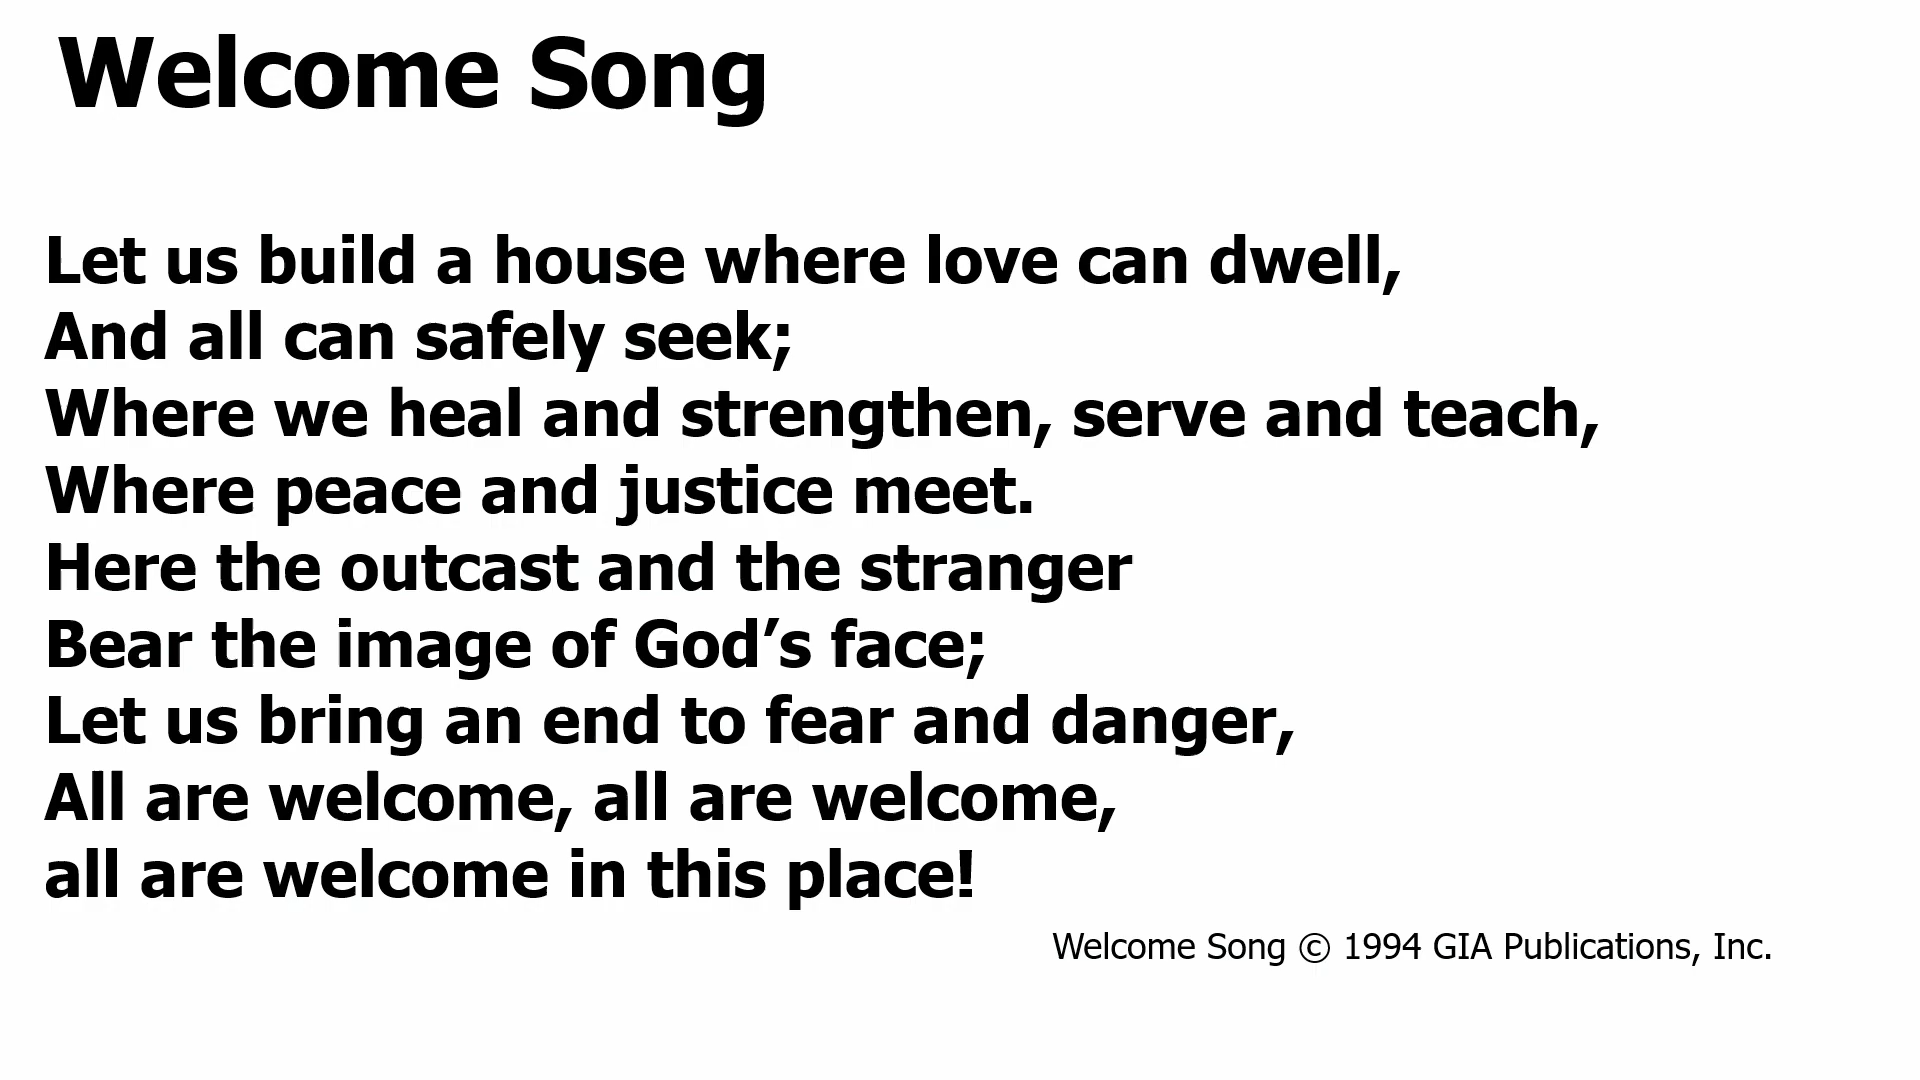 Welcome Song
Let us build a house where love can dwell,
And all can safely seek;
Where we heal and strengthen, serve and teach,
Where peace and justice meet.
Here the outcast and the stranger
Bear the image of God’s face;
Let us bring an end to fear and danger,
All are welcome, all are welcome,
all are welcome in this place!
Welcome Song © 1994 GIA Publications, Inc.